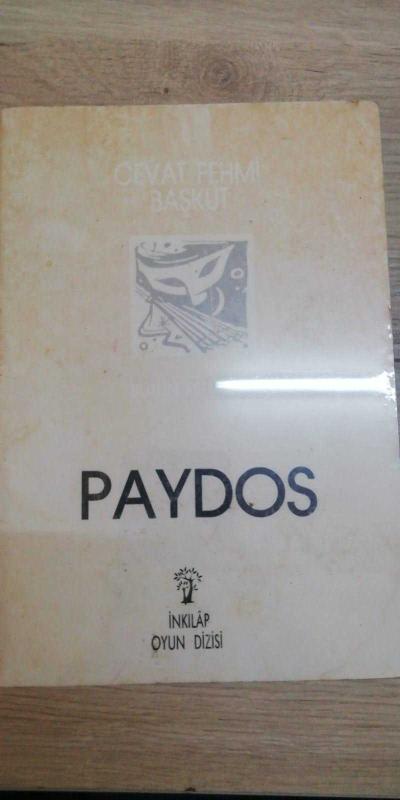 CEVAT FEHMİ
BAŞKUT
PAYDOS
İNKILÂP
OYUN DİZİSİ